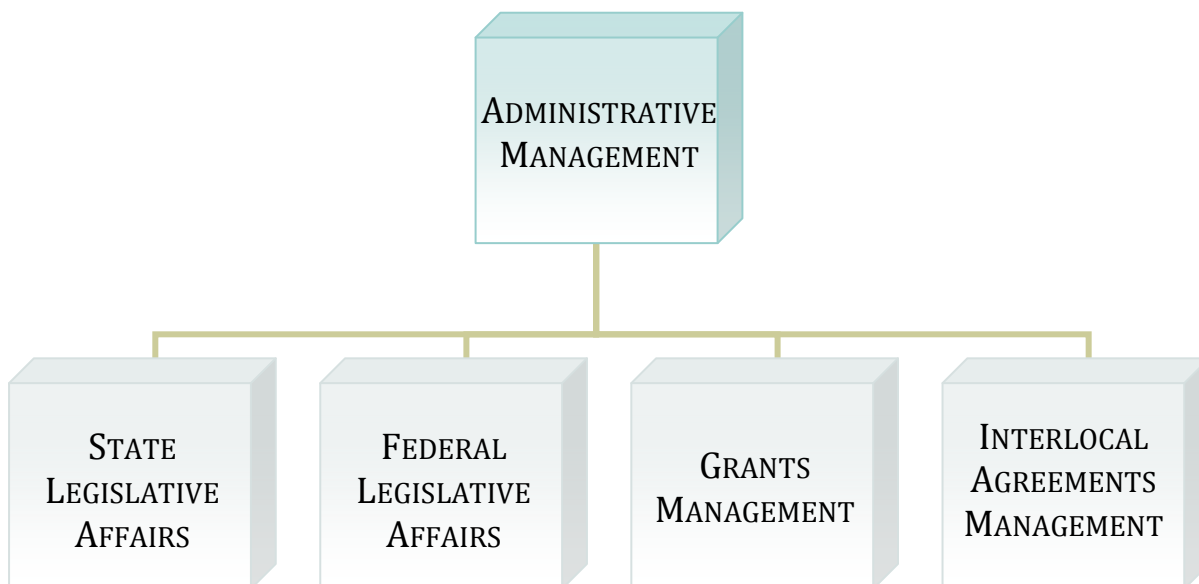 ADMINISTRATIVE
MANAGEMENT
STATE
LEGISLATIVE
AFFAIRS
FEDERAL
LEGISLATIVE
AFFAIRS
GRANTS
MANAGEMENT
INTERLOCAL
AGREEMENTS
MANAGEMENT